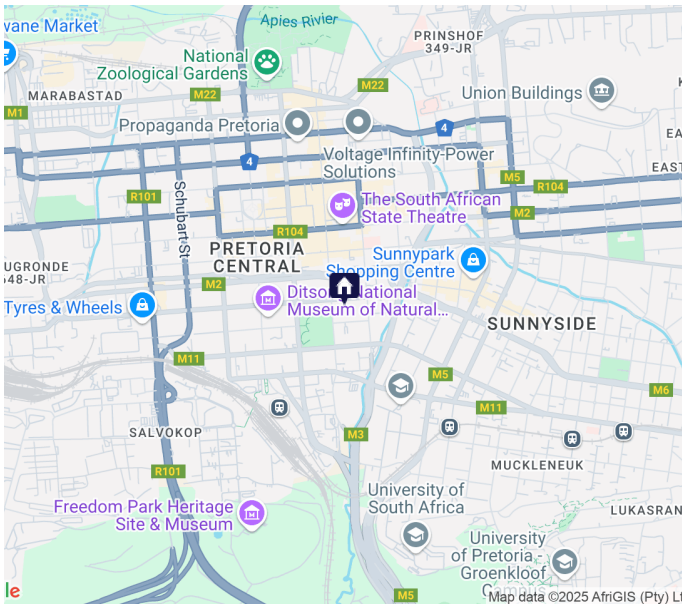 Apies Rivier
wane Market
PRINSHOF
349-JR
National
Zoological Gardens
M22
Union Buildings
MARABASTAD
M22
M1
Propaganda Pretoria
4
4
Voltage Infinity-Power
Solutions
M5
R104
R101
Schubart St
The South African
State Theatre
M2
R104
PRETORIA
CENTRAL
Sunnypark
Shopping Centre
UGRONDE
648-JR
M2
National
Museum of Natural...
Tyres & Wheels
SUNNYSIDE
M11
M5
M6
M11
M3
SALVOKOP
R101
MUCKLENEUK
University of
South Africa
Freedom Park Heritage
Site & Museum
LUKASRAN
University
of Pretoria -
Groenkloof
M5
Map data ©2025 AfriGIS (Pty) Lt